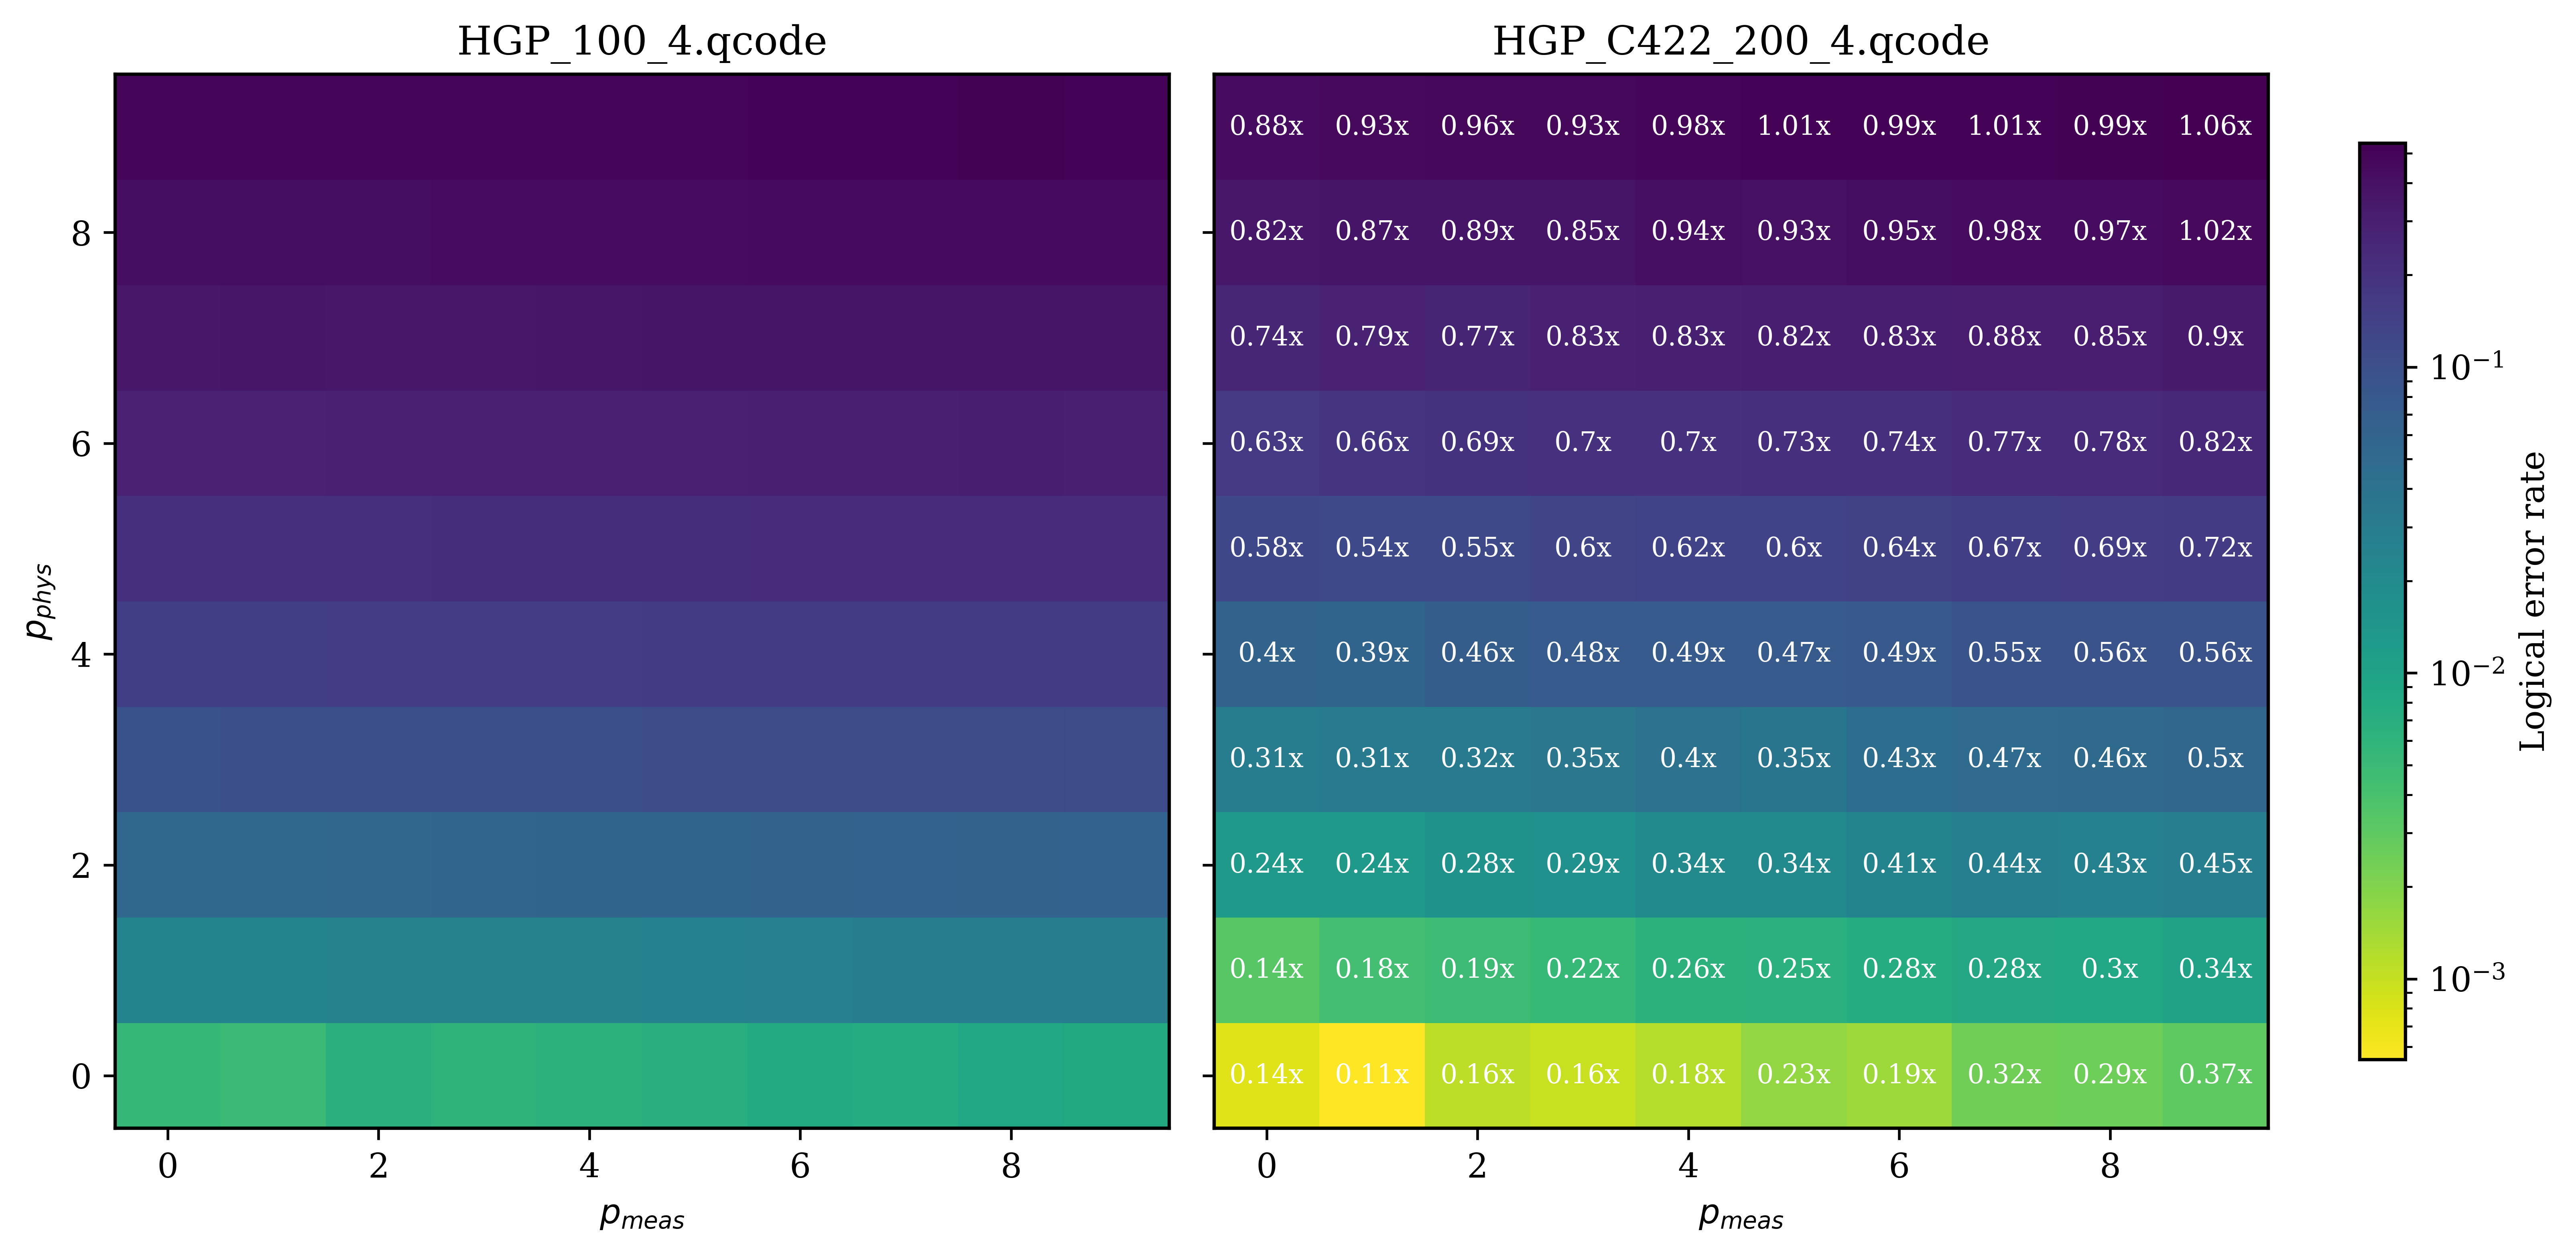 HGP_100_4.qcode
HGP_C422_200_4.qcode
0.88x 0.93x 0.96x 0.93x 0.98x 1.01x 0.99x 1.01x 0.99x 1.06x
8
0.82x 0.87x 0.89x 0.85x 0.94x 0.93x 0.95x 0.98x 0.97x 1.02x
0.74x 0.79x 0.77x 0.83x 0.83x 0.82x 0.83x 0.88x 0.85x 0.9x
10⁻¹
6
0.63x 0.66x 0.69x 0.7x 0.7x 0.73x 0.74x 0.77x 0.78x 0.82x
0.58x 0.54x 0.55x 0.6x 0.62x 0.6x 0.64x 0.67x 0.69x 0.72x
p_phys
Logical error rate
4
0.4x 0.39x 0.46x 0.48x 0.49x 0.47x 0.49x 0.55x 0.56x 0.56x
10⁻²
0.31x 0.31x 0.32x 0.35x 0.4x 0.35x 0.43x 0.47x 0.46x 0.5x
2
0.24x 0.24x 0.28x 0.29x 0.34x 0.34x 0.41x 0.44x 0.43x 0.45x
0.14x 0.18x 0.19x 0.22x 0.26x 0.25x 0.28x 0.28x 0.3x 0.34x
10⁻³
0
0.14x 0.11x 0.16x 0.16x 0.18x 0.23x 0.19x 0.32x 0.29x 0.37x
0 2 4 6 8
0 2 4 6 8
p_meas
p_meas